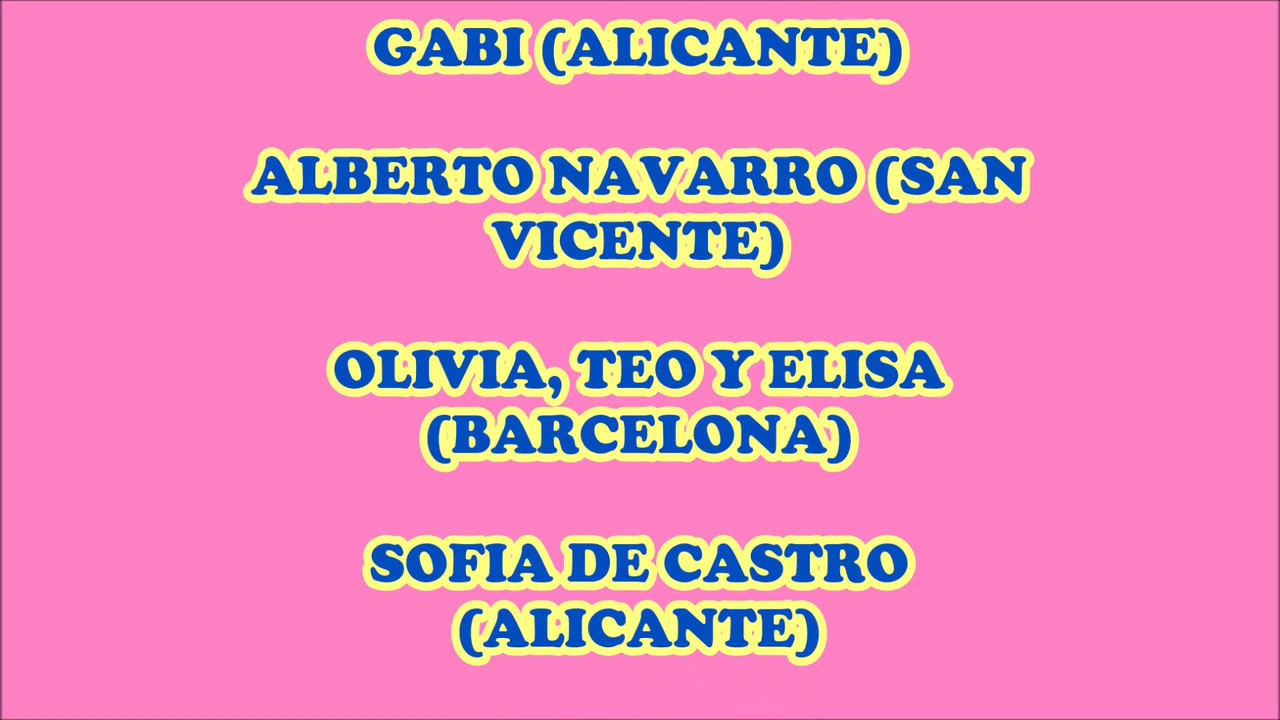 GABI (ALICANTE)
ALBERTO NAVARRO (SAN
VICENTE)
OLIVIA, TEO Y ELISA
(BARCELONA)
SOFIA DE CASTRO
(ALICANTE)